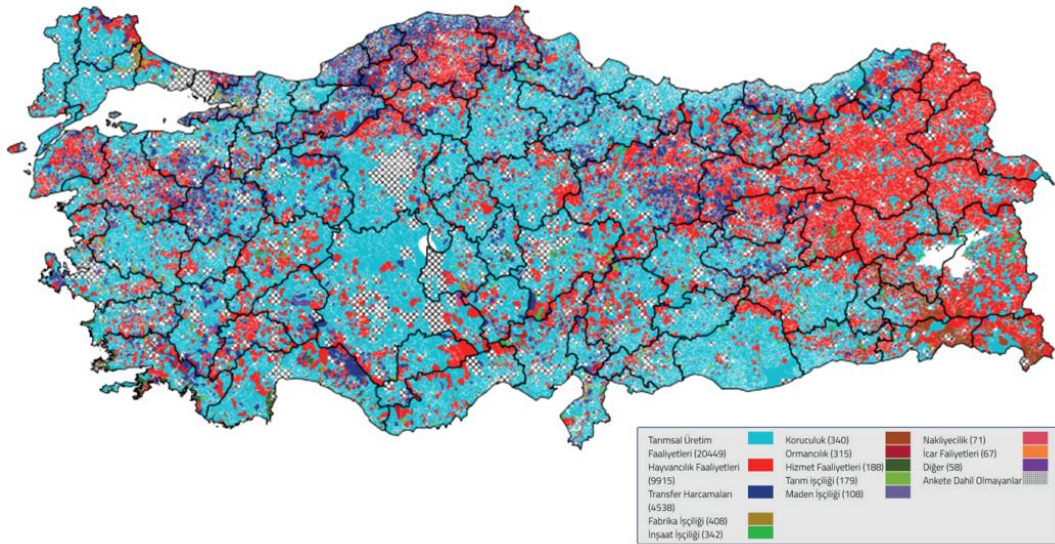 Tarımsal Üretim
Faaliyetleri (20449)
Hayvancılık Faaliyetleri
(9915)
Transfer Harcamaları
(4538)
Fabrika İşçiliği (408)
İnşaat İşçiliği (342)
Koruculuk (340)
Ormancılık (315)
Hizmet Faaliyetleri (188)
Tarım işçiliği (179)
Maden İşçiliği (108)
Nakliyecilik (71)
İcar Faliyetleri (67)
Diğer (58)
Ankete Dahil Olmayanlar